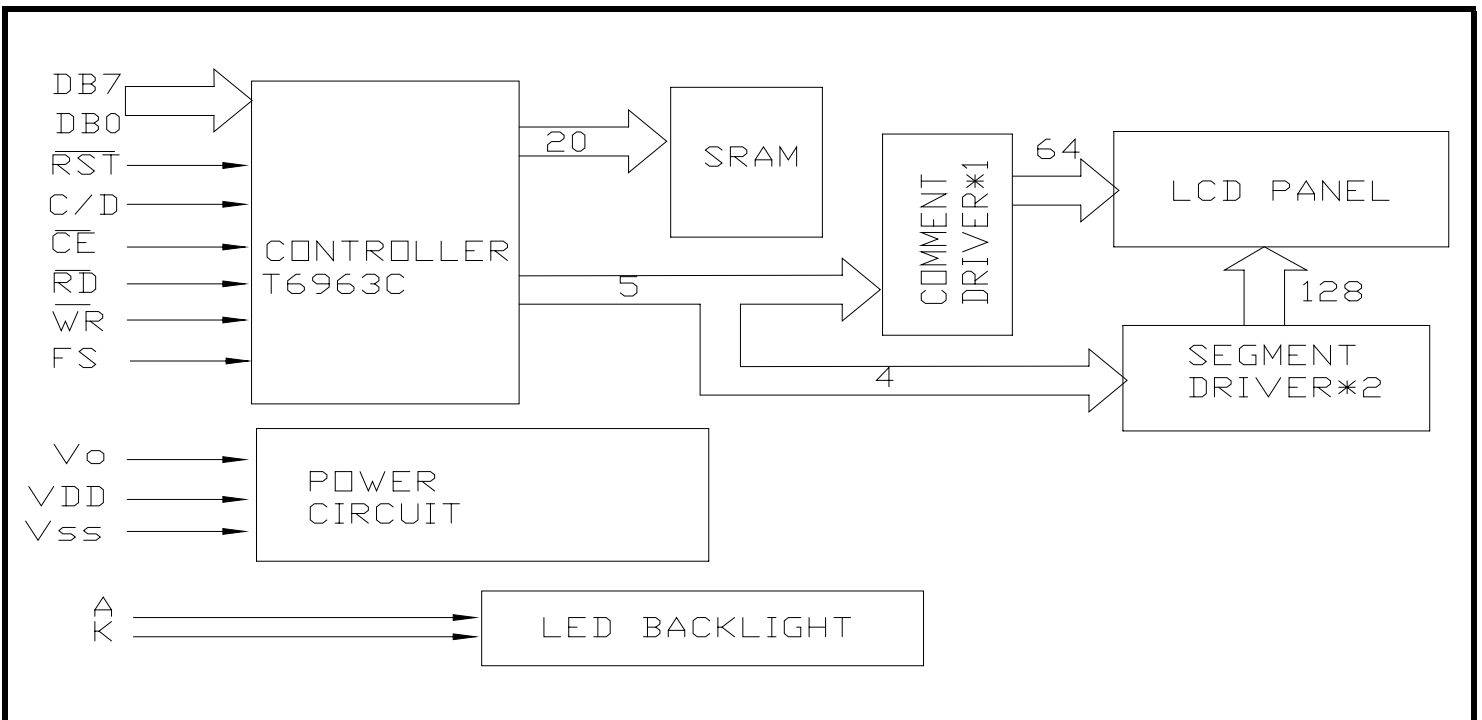 DB7
DB0
RST
C/D
CE
RD
WR
FS
CONTROLLER
T6963C
20
SRAM
5
4
COMMENT
DRIVER*1
64
LCD PANEL
128
SEGMENT
DRIVER*2
Vo
VDD
Vss
POWER
CIRCUIT
A
K
LED BACKLIGHT